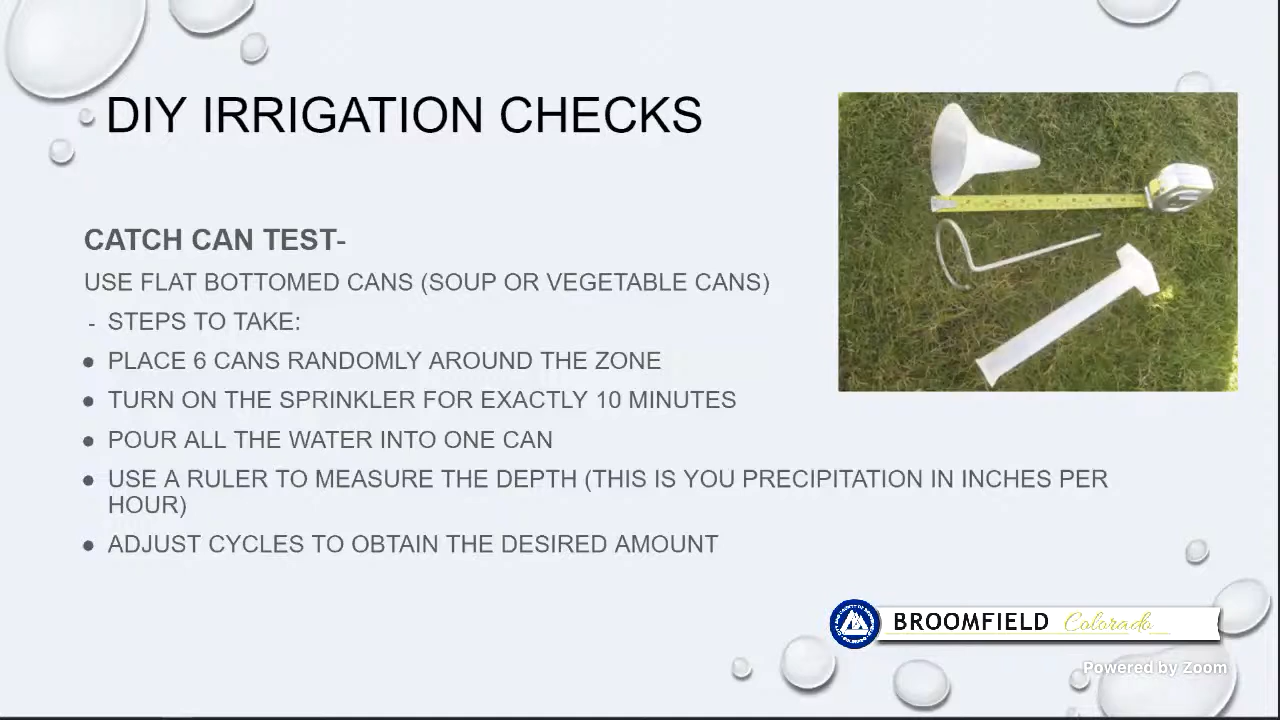 DIY IRRIGATION CHECKS
CATCH CAN TEST-
USE FLAT BOTTOMED CANS (SOUP OR VEGETABLE CANS)
- STEPS TO TAKE:
● PLACE 6 CANS RANDOMLY AROUND THE ZONE
● TURN ON THE SPRINKLER FOR EXACTLY 10 MINUTES
● POUR ALL THE WATER INTO ONE CAN
● USE A RULER TO MEASURE THE DEPTH (THIS IS YOU PRECIPITATION IN INCHES PER
HOUR)
● ADJUST CYCLES TO OBTAIN THE DESIRED AMOUNT
BROOMFIELD Colorado
Powered by Zoom